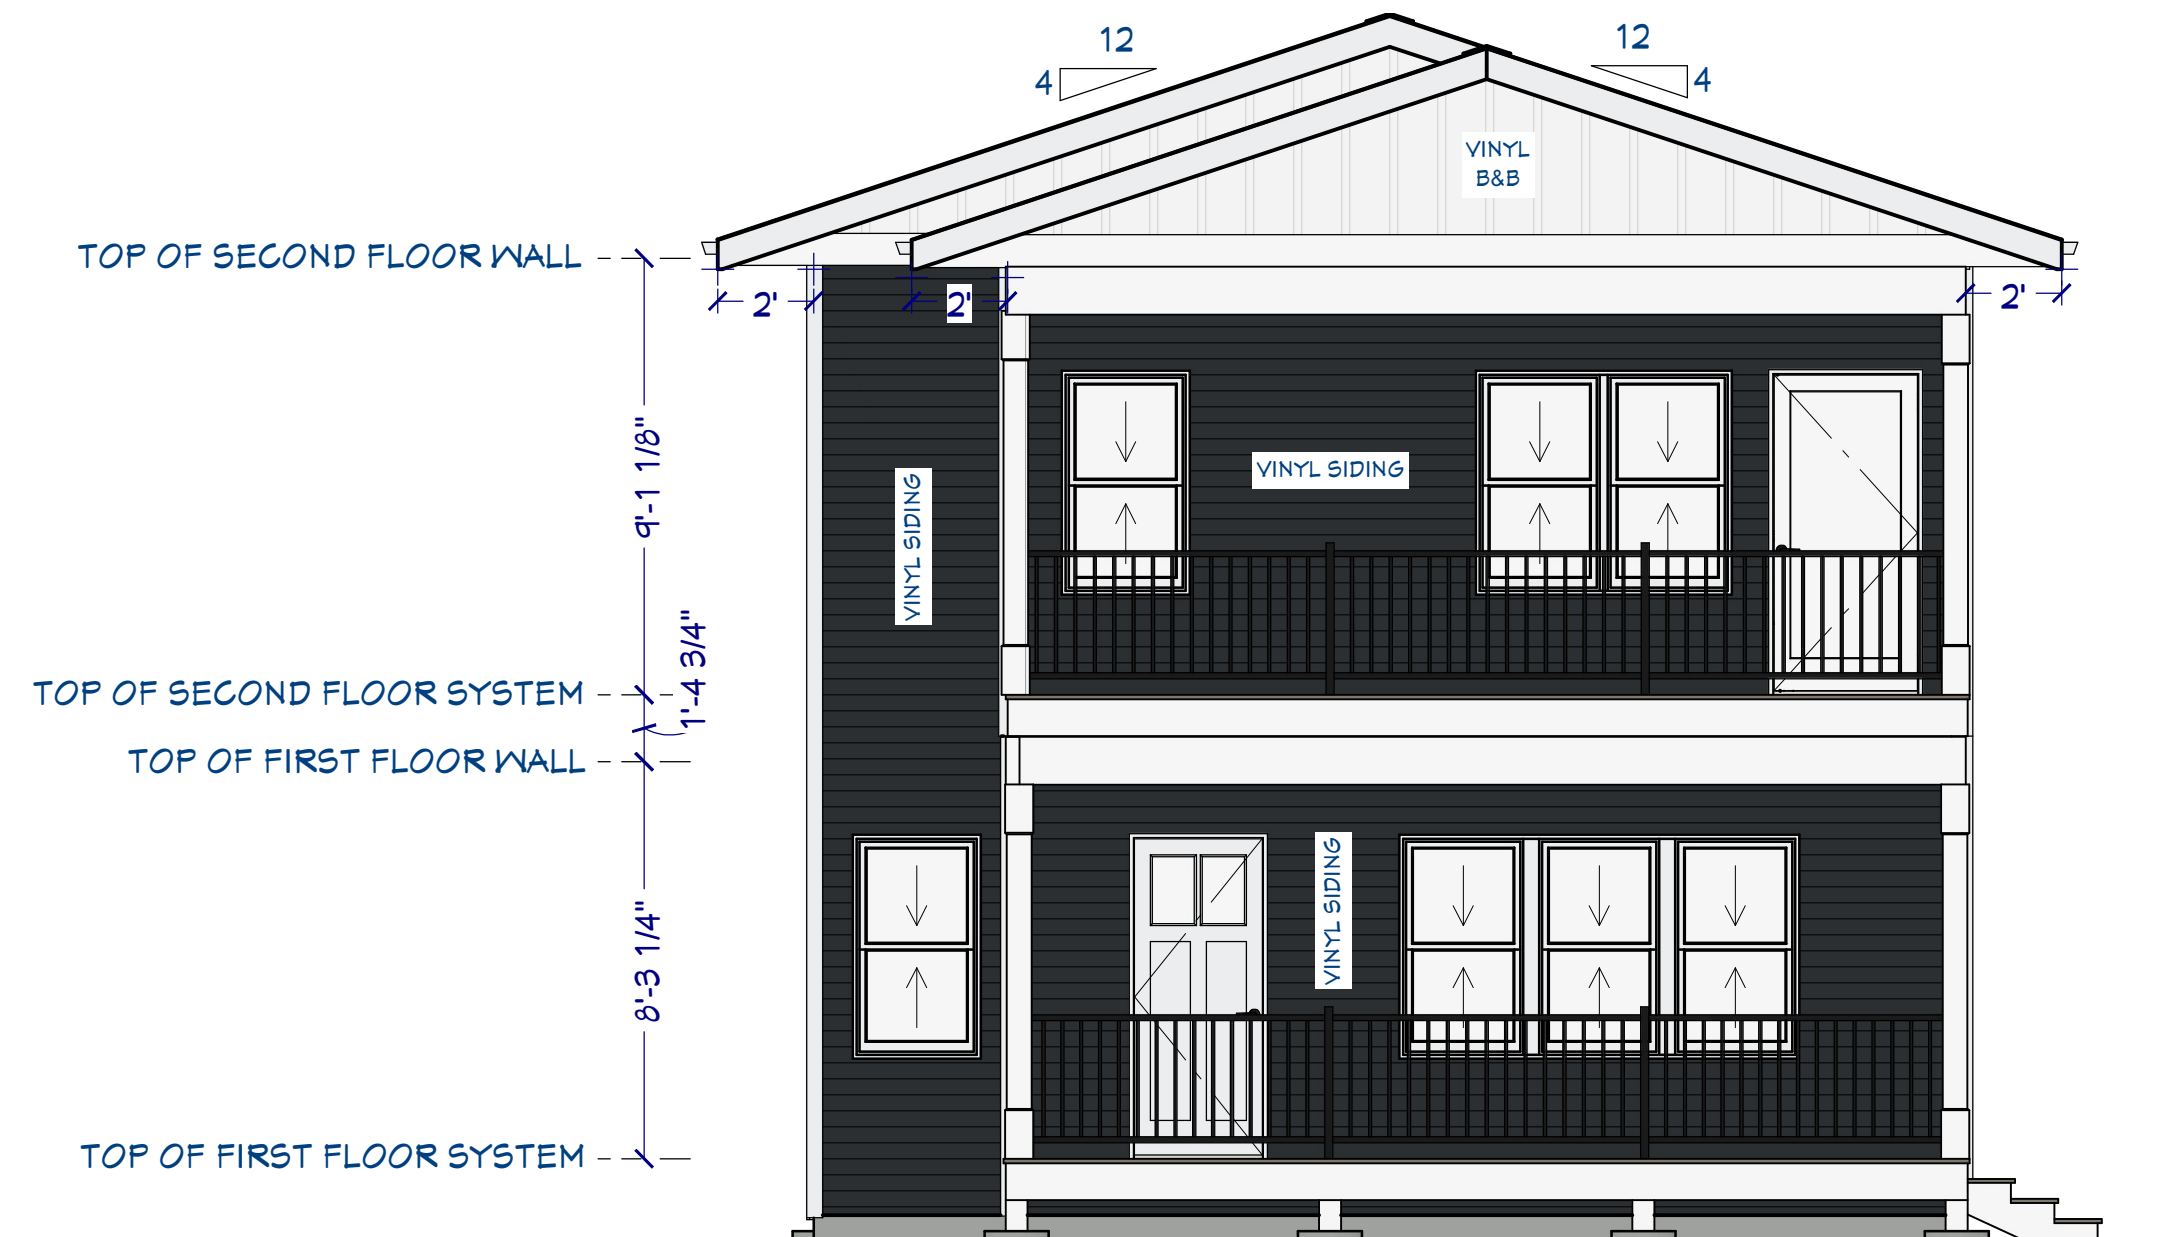 12
12
4
4
VINYL
B&B
TOP OF SECOND FLOOR WALL
2'
2'
2'
9'-1 1/8"
VINYL SIDING
VINYL SIDING
1'-4 3/4"
TOP OF SECOND FLOOR SYSTEM
TOP OF FIRST FLOOR WALL
8'-3 1/4"
VINYL SIDING
TOP OF FIRST FLOOR SYSTEM